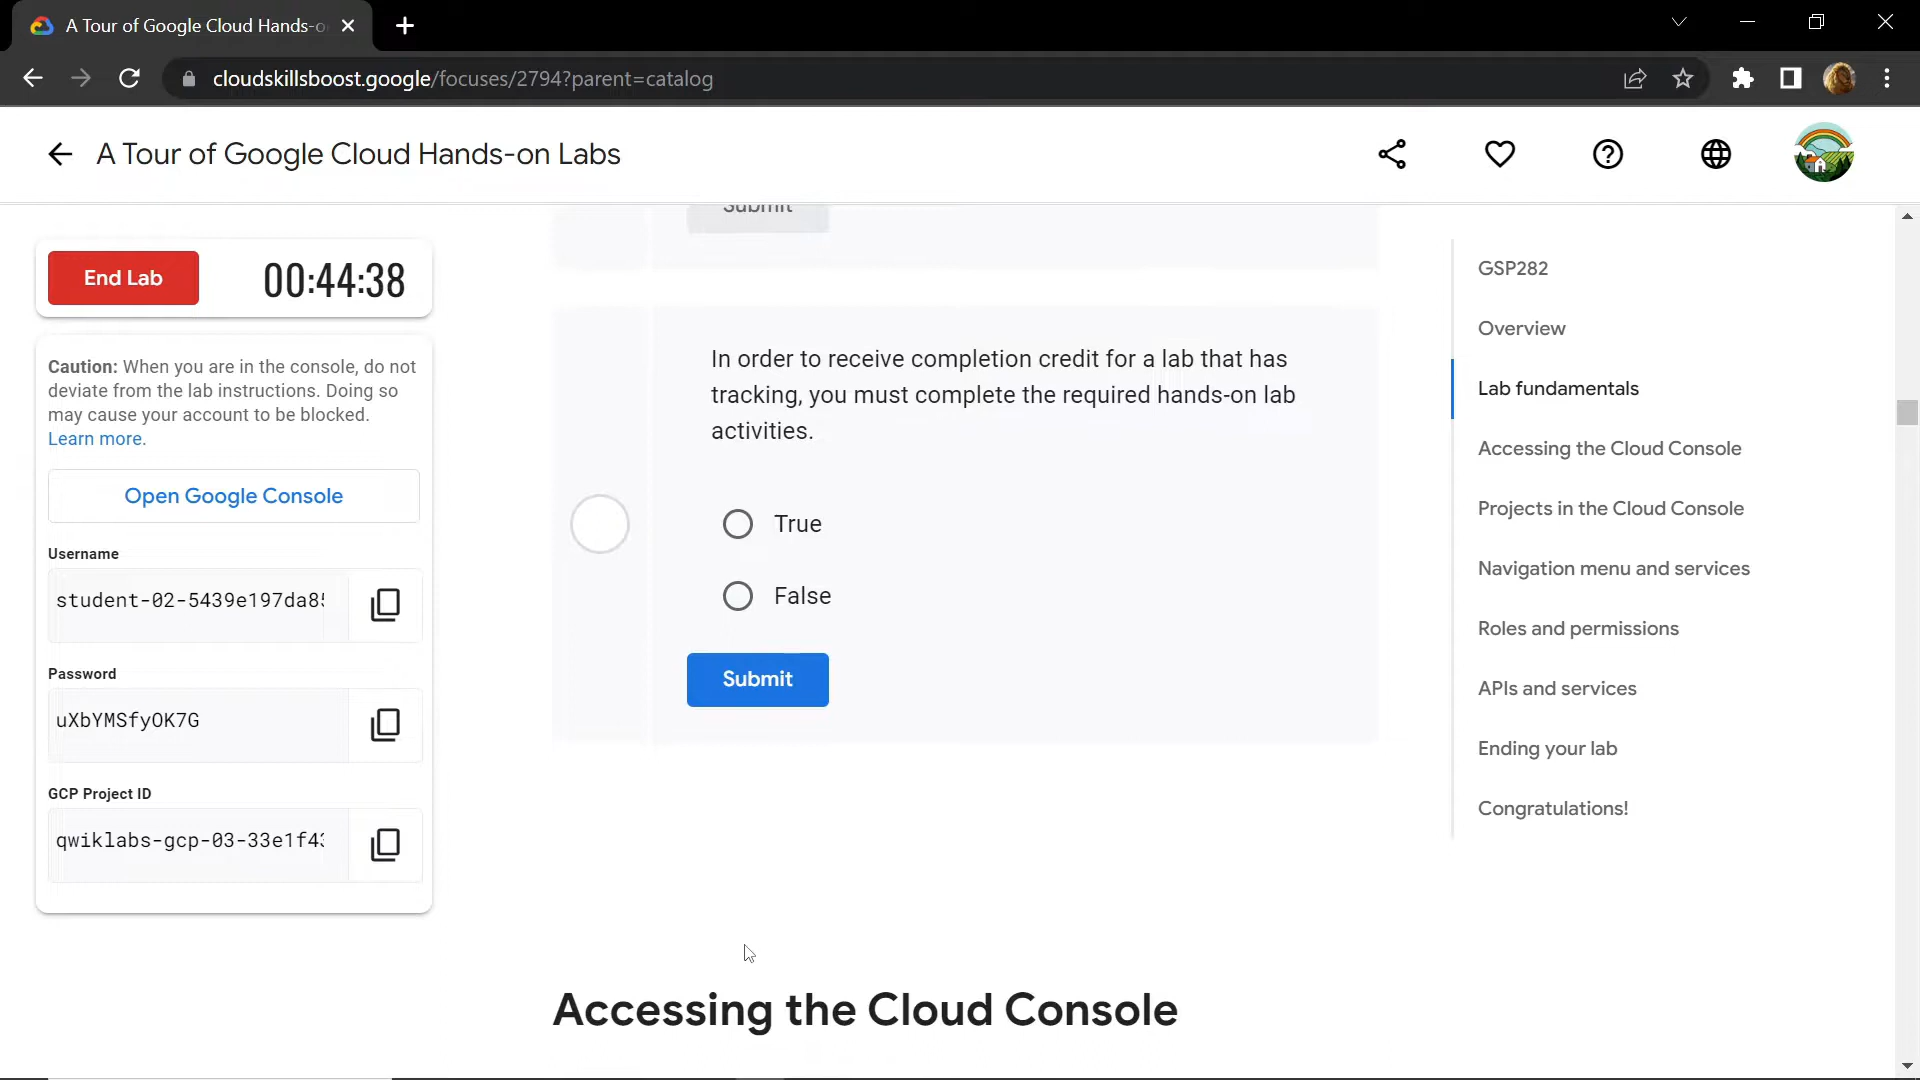 A Tour of Google Cloud Hands-o
cloudskillsboost.google/focuses/2794?parent=catalog
A Tour of Google Cloud Hands-on Labs
End Lab
00:44:38
Caution: When you are in the console, do not
deviate from the lab instructions. Doing so
may cause your account to be blocked.
Learn more.
Open Google Console
Username
student-02-5439e197da8
Password
uXbYMSfyOK7G
GCP Project ID
qwiklabs-gcp-03-33e1f4
Submit
In order to receive completion credit for a lab that has
tracking, you must complete the required hands-on lab
activities.
True
False
Submit
Accessing the Cloud Console
GSP282
Overview
Lab fundamentals
Accessing the Cloud Console
Projects in the Cloud Console
Navigation menu and services
Roles and permissions
APIs and services
Ending your lab
Congratulations!